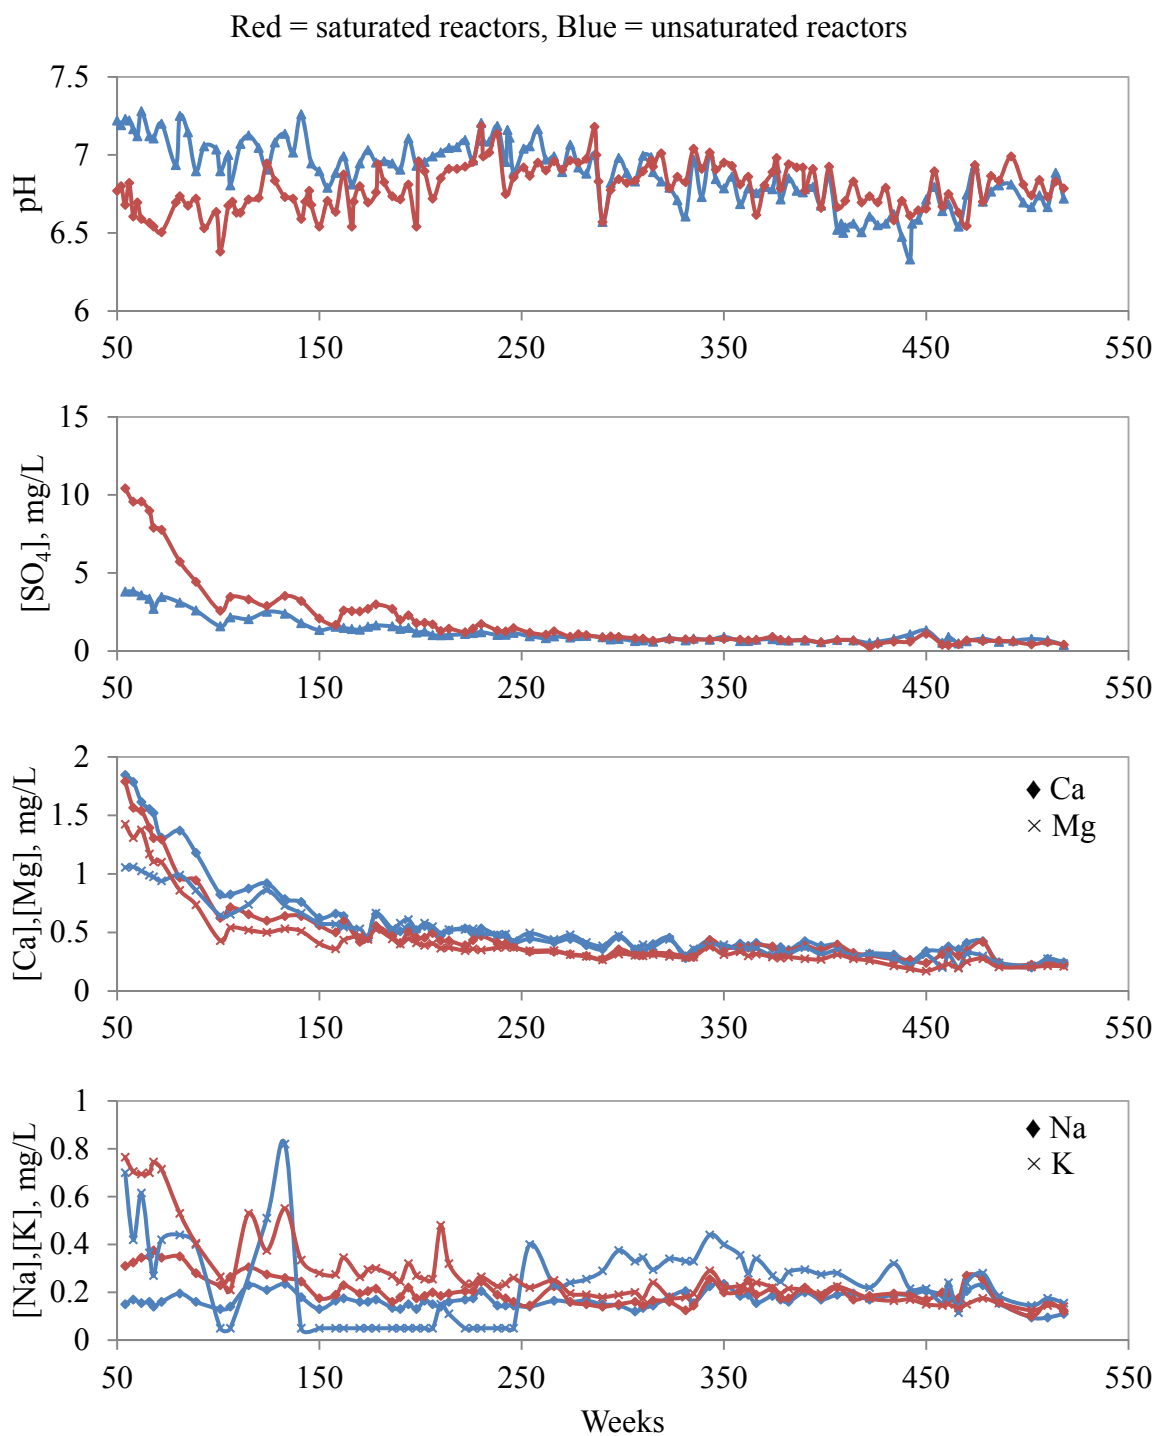 Red = saturated reactors, Blue = unsaturated reactors
7.5
7
6.5
6
pH
50 150 250 350 450 550
15
10
5
0
[SO₄], mg/L
50 150 250 350 450 550
2
1.5
1
0.5
0
[Ca],[Mg], mg/L
Ca
Mg
50 150 250 350 450 550
1
0.8
0.6
0.4
0.2
0
[Na],[K], mg/L
Na
K
50 150 250 350 450 550
Weeks